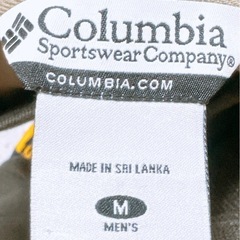 Columbia
Sportswear Company®
COLUMBIA.COM
MADE IN SRI LANKA
M
MEN'S